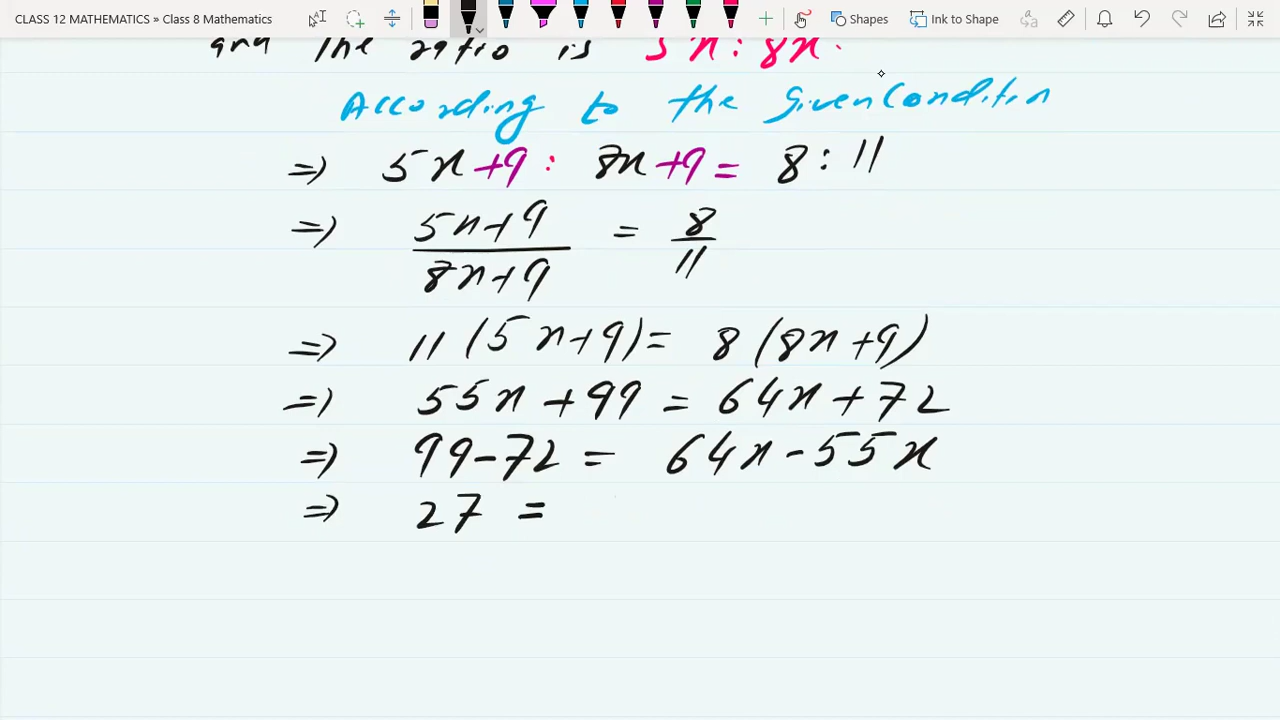 CLASS 12 MATHEMATICS » Class 8 Mathematics Shapes Ink to Shape
and the ratio is 5x : 8x.
According to the Given Condition
=> 5x+9 : 8x+9 = 8 : 11
=> 5x+9 / 8x+9 = 8 / 11
=> 11 (5x+9) = 8 (8x+9)
=> 55x + 99 = 64x + 72
=> 99-72 = 64x - 55x
=> 27 =